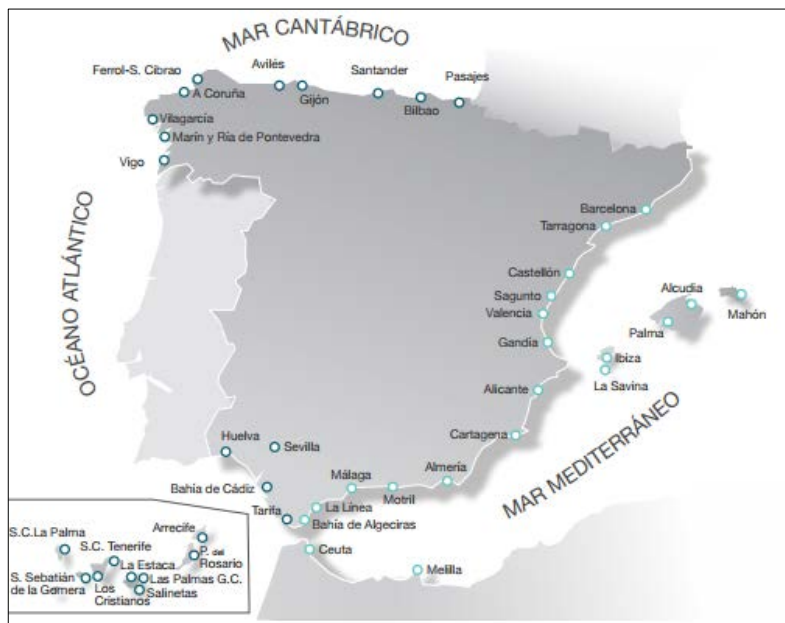 MAR CANTÁBRICO
Ferrol-S. Cibrao
Avilés
Santander
Pasajes
A Coruña
Gijón
Bilbao
Vilagarcía
Marín y Ría de Pontevedra
Vigo
OCÉANO ATLÁNTICO
Barcelona
Tarragona
Castellón
Sagunto
Alcudia
Valencia
Mahón
Palma
Gandia
Ibiza
La Savina
Alicante
MAR MEDITERRÁNEO
Cartagena
Huelva
Sevilla
Almería
Málaga
Bahía de Cádiz
Motril
La Línea
Tarifa
Bahía de Algeciras
Ceuta
Melilla
S.C.La Palma
Arrecife
S.C. Tenerife
P. del
Rosario
La Estaca
S. Sebatián
de la Gomera
Las Palmas G.C.
Los
Cristianos
Salinetas